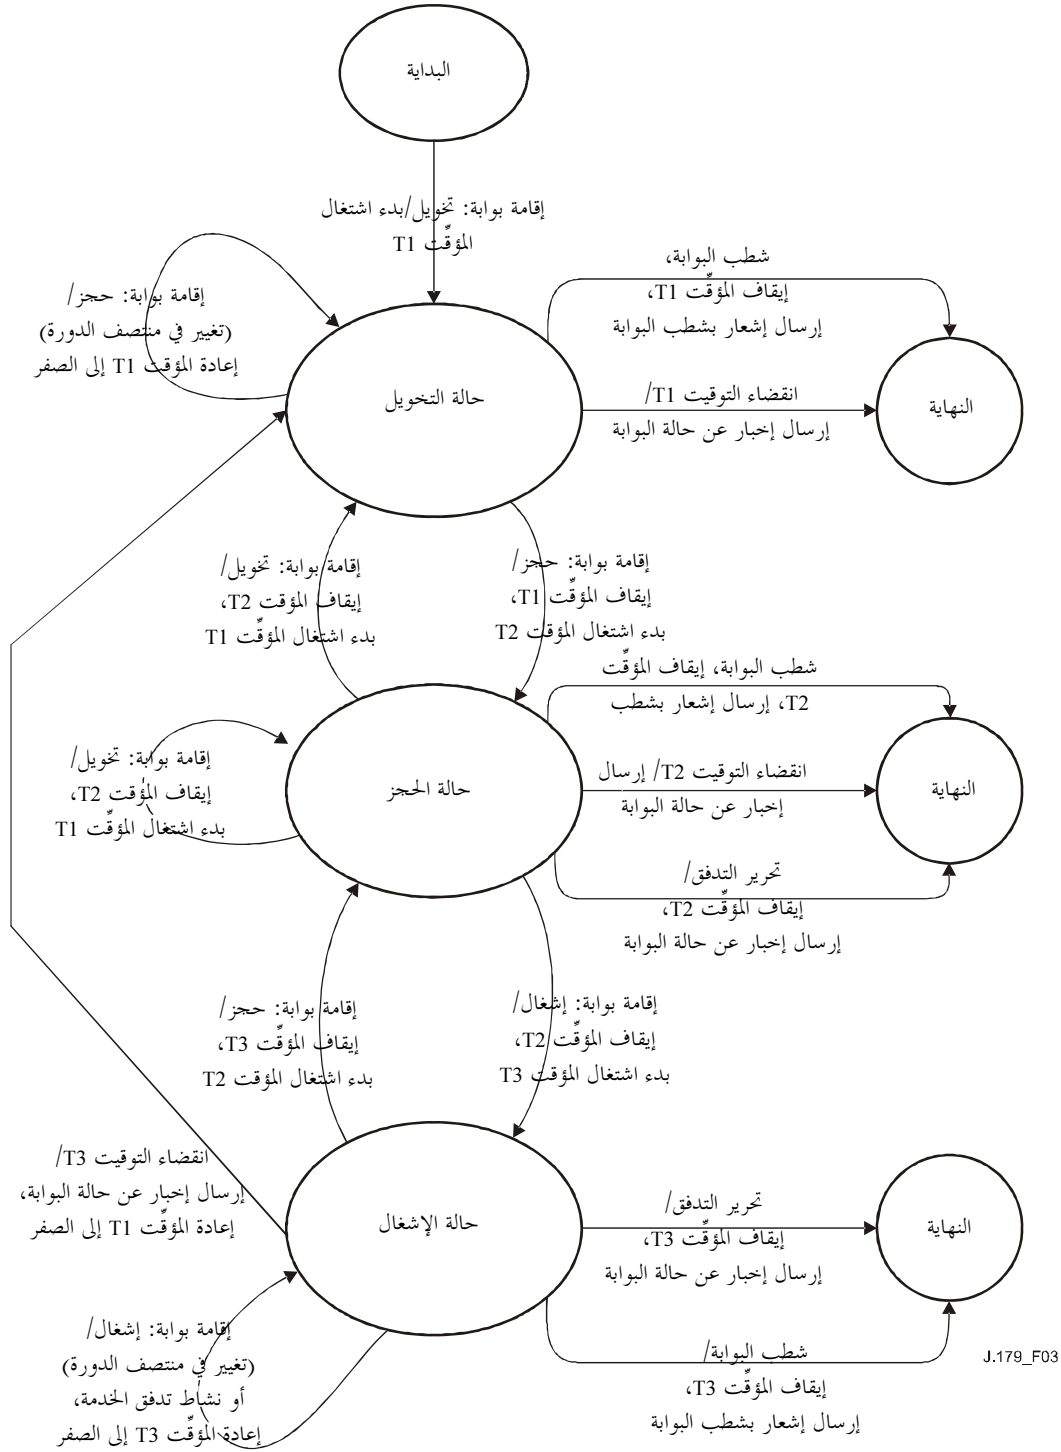 البداية
إقامة بوابة: تخويل/بدء اشتغال
المؤقِّت T1
شطب البوابة،
إيقاف المؤقِّت T1،
إرسال إشعار بشطب البوابة
إقامة بوابة: حجز/
(تغيير في منتصف الدورة)
إعادة المؤقت T1 إلى الصفر
حالة التخويل
انقضاء التوقيت T1/
إرسال إخبار عن حالة البوابة
النهاية
إقامة بوابة: حجز/
إيقاف المؤقِّت T1،
بدء اشتغال المؤقت T2
إقامة بوابة: تخويل/
إيقاف المؤقت T2،
بدء اشتغال المؤقِّت T1
شطب البوابة، إيقاف المؤقِّت
T2، إرسال إشعار بشطب
إقامة بوابة: تخويل/
إيقاف المؤقت T2،
بدء اشتغال المؤقِّت T1
حالة الحجز
انقضاء التوقيت T2/ إرسال
إخبار عن حالة البوابة
النهاية
تحرير التدفق/
إيقاف المؤقِّت T2،
إرسال إخبار عن حالة البوابة
إقامة بوابة: إشغال/
إيقاف المؤقِّت T2،
بدء اشتغال المؤقت T3
إقامة بوابة: حجز/
إيقاف المؤقِّت T3،
بدء اشتغال المؤقت T2
انقضاء التوقيت T3/
إرسال إخبار عن حالة البوابة،
إعادة المؤقِّت T1 إلى الصفر
حالة الإشغال
تحرير التدفق/
إيقاف المؤقِّت T3،
إرسال إخبار عن حالة البوابة
النهاية
إقامة بوابة: إشغال/
(تغيير في منتصف الدورة)
أو نشاط تدفق الخدمة،
إعادة المؤقِّت T3 إلى الصفر
شطب البوابة/
إيقاف المؤقِّت T3،
إرسال إشعار بشطب البوابة
J.179_F03